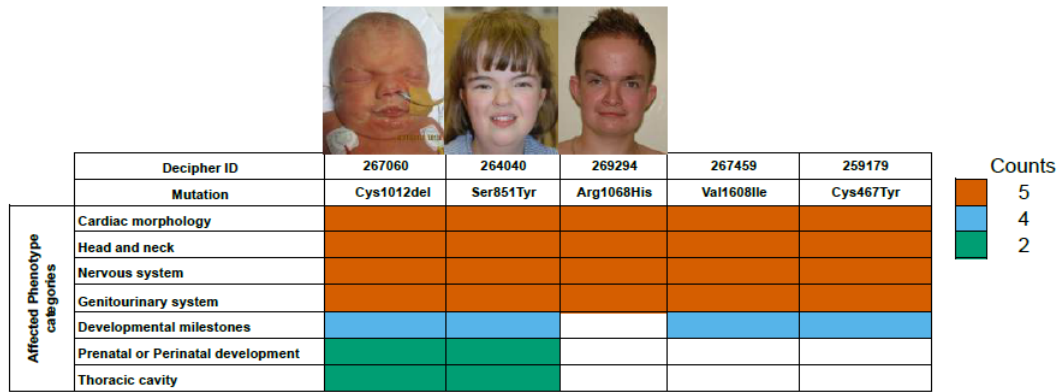 Decipher ID 267060 264040 269294 267459 259179
Mutation Cys1012del Ser851Tyr Arg1068His Val1608Ile Cys467Tyr
Affected Phenotype
categories
Cardiac morphology
Head and neck
Nervous system
Genitourinary system
Developmental milestones
Prenatal or Perinatal development
Thoracic cavity
Counts
5
4
2